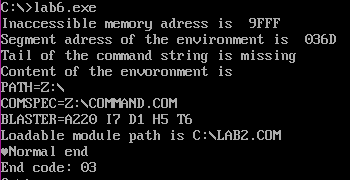 C:\>lab6.exe
Inaccessible memory adress is  9FFF
Segment adress of the environment is  036D
Tail of the command string is missing
Content of the envoronment is
PATH=Z:\
COMSPEC=Z:\COMMAND.COM
BLASTER=A220 I7 D1 H5 T6
Loadable module path is C:\LAB2.COM
♥Normal end
End code: 03